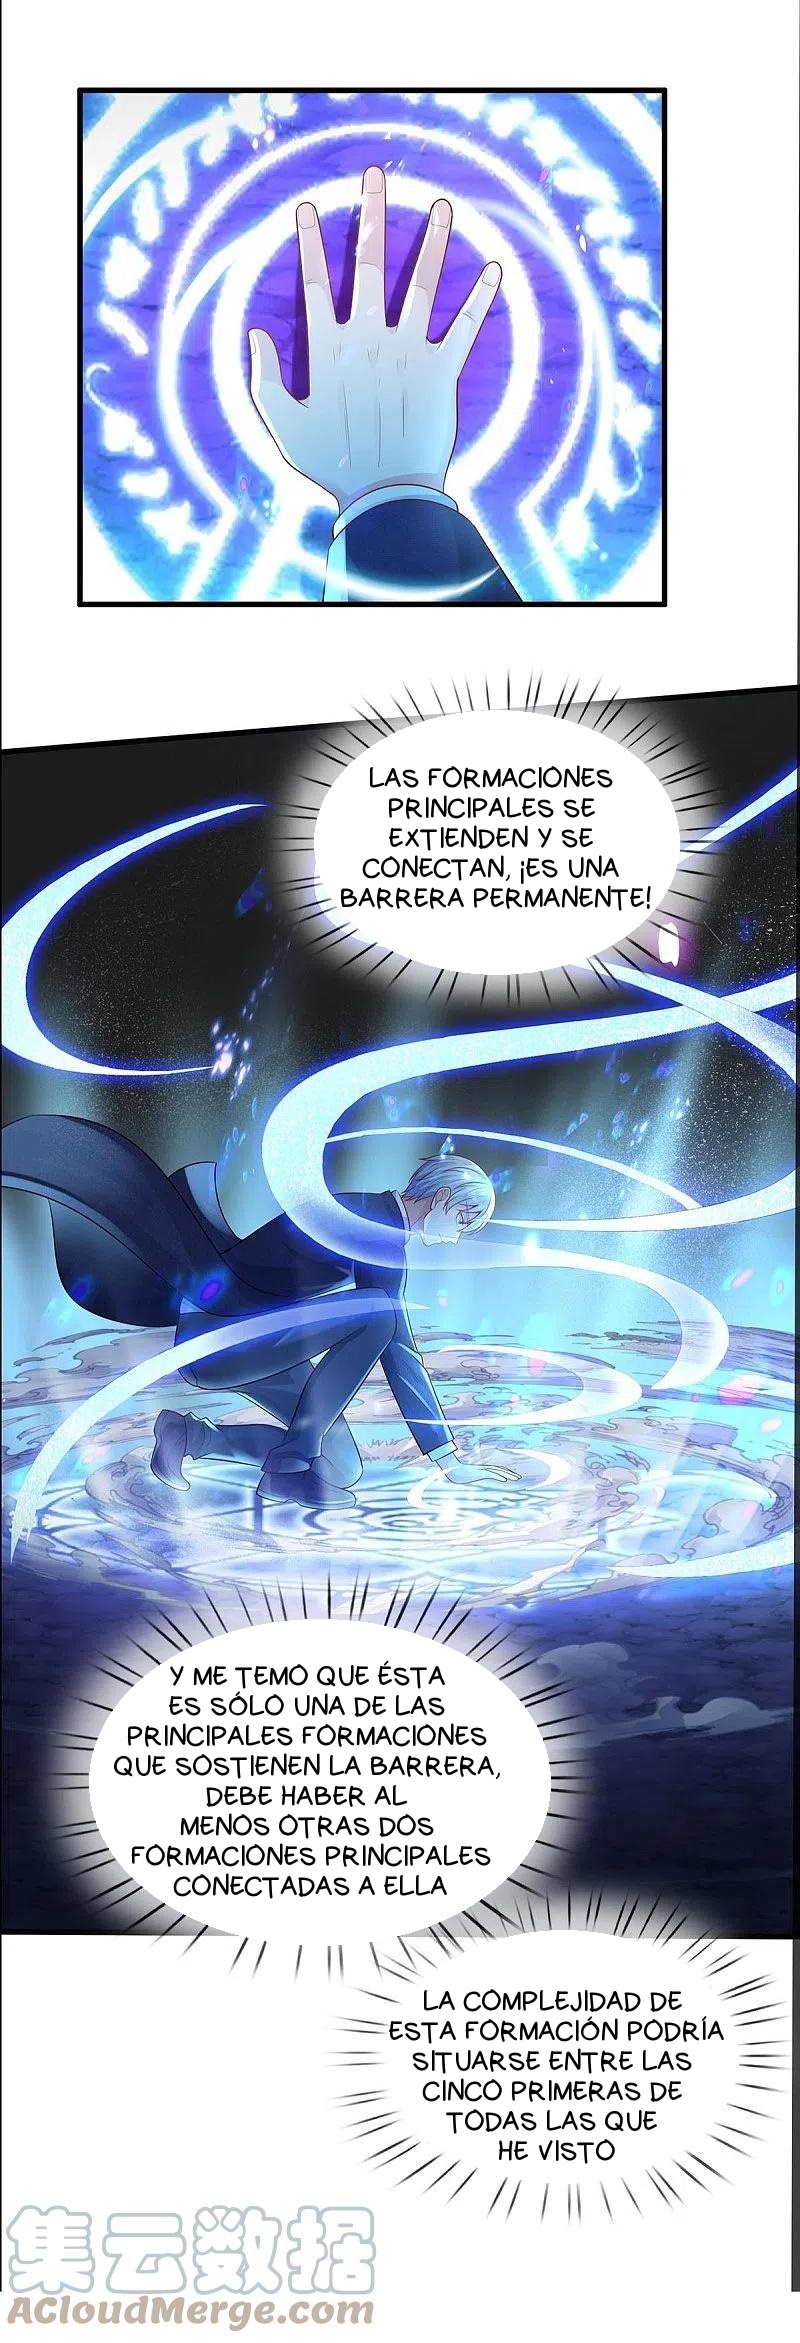 LAS FORMACIONES
PRINCIPALES SE
EXTIENDEN Y SE
CONECTAN, ¡ES UNA
BARRERA PERMANENTE!
Y ME TEMO QUE ÉSTA
ES SÓLO UNA DE LAS
PRINCIPALES FORMACIONES
QUE SOSTIENEN LA BARRERA,
DEBE HABER AL
MENOS OTRAS DOS
FORMACIONES PRINCIPALES
CONECTADAS A ELLA
LA COMPLEJIDAD DE
ESTA FORMACIÓN PODRÍA
SITUARSE ENTRE LAS
CINCO PRIMERAS DE
TODAS LAS QUE
HE VISTO
集云数据
AcloudMerge.com